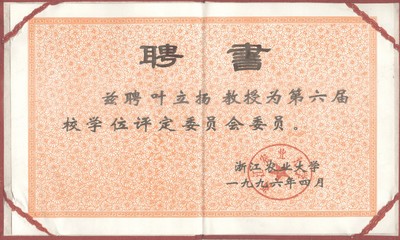 聘書
兹聘叶立扬教授为第六届
校学位评定委员会委员。
浙江农业大学
一九九六年四月